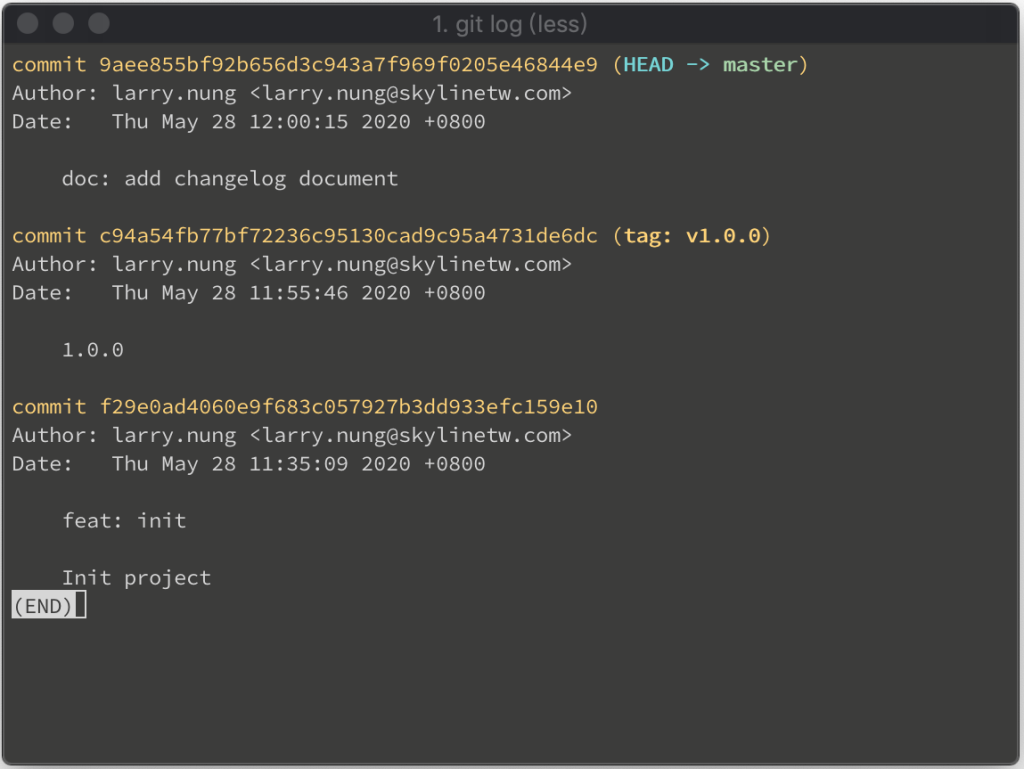 1. git log (less)
commit 9aee855bf92b656d3c943a7f969f0205e46844e9 (HEAD -> master)
Author: larry.nung <larry.nung@skylinetw.com>
Date:   Thu May 28 12:00:15 2020 +0800
doc: add changelog document
commit c94a54fb77bf72236c95130cad9c95a4731de6dc (tag: v1.0.0)
Author: larry.nung <larry.nung@skylinetw.com>
Date:   Thu May 28 11:55:46 2020 +0800
1.0.0
commit f29e0ad4060e9f683c057927b3dd933efc159e10
Author: larry.nung <larry.nung@skylinetw.com>
Date:   Thu May 28 11:35:09 2020 +0800
feat: init
Init project
(END)